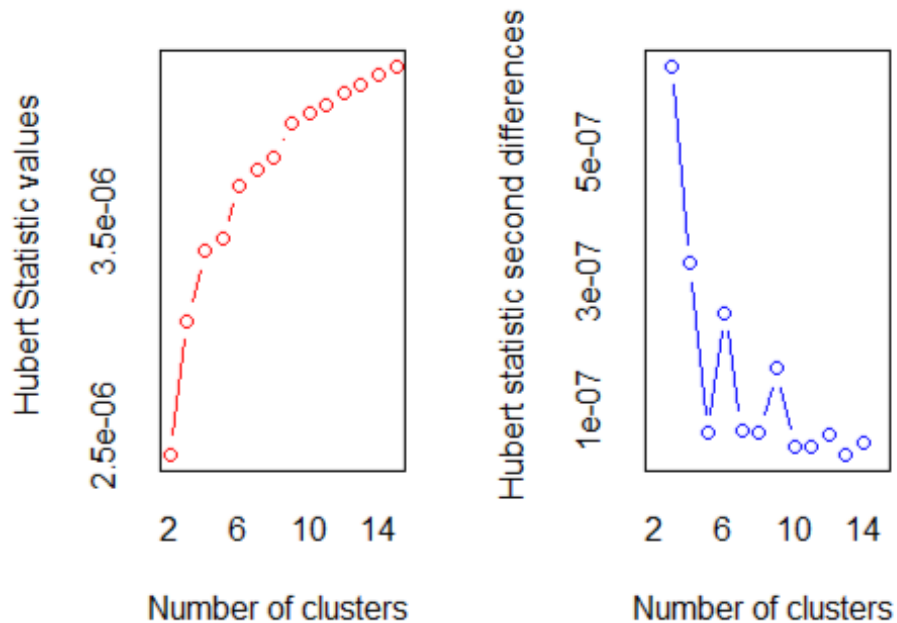 Hubert Statistic values
2.5e-06
3.5e-06
2 6 10 14
Number of clusters
Hubert statistic second differences
1e-07
3e-07
5e-07
2 6 10 14
Number of clusters